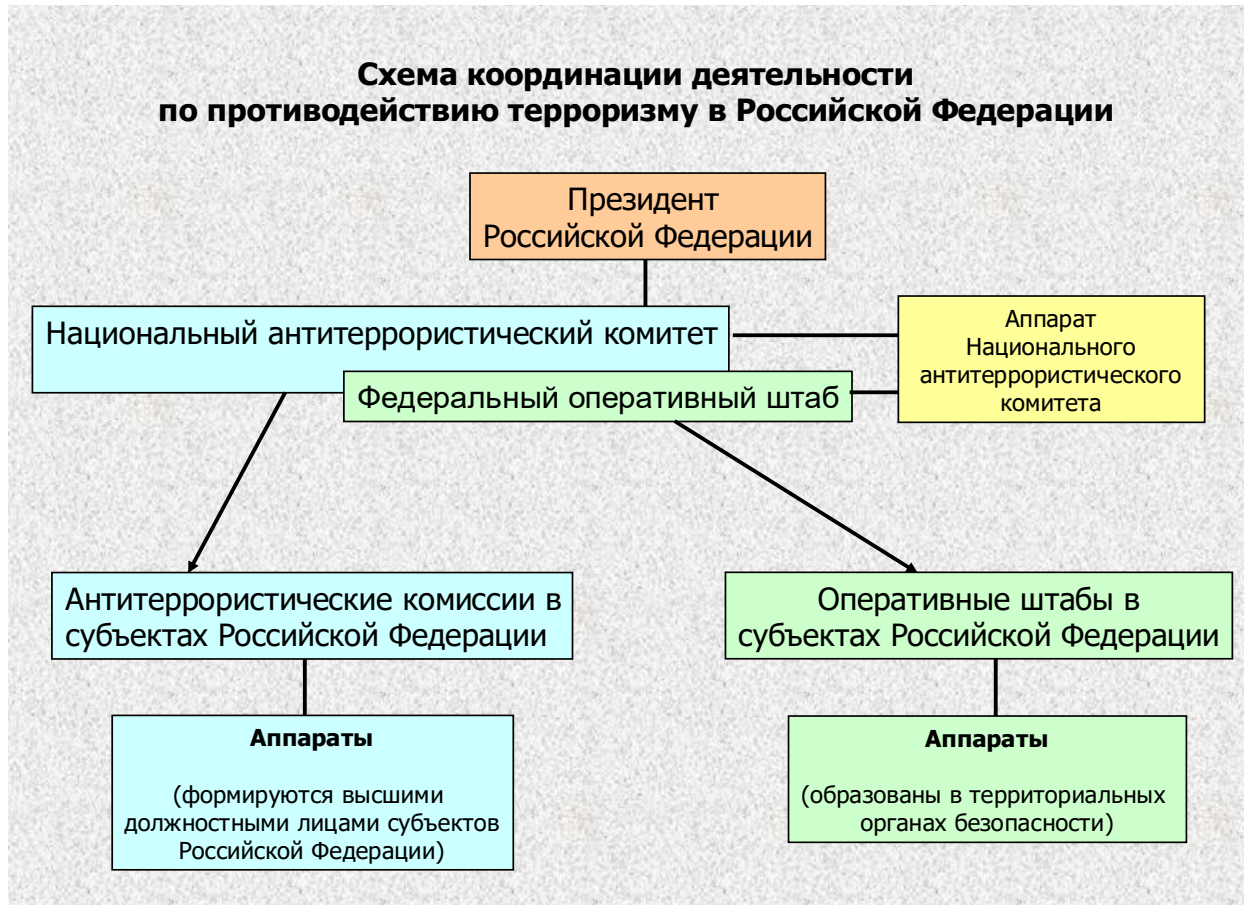 Схема координации деятельности
по противодействию терроризму в Российской Федерации
Президент
Российской Федерации
Национальный антитеррористический комитет
Аппарат
Национального
антитеррористического
комитета
Федеральный оперативный штаб
Антитеррористические комиссии в
субъектах Российской Федерации
Оперативные штабы в
субъектах Российской Федерации
Аппараты
(формируются высшими
должностными лицами субъектов
Российской Федерации)
Аппараты
(образованы в территориальных
органах безопасности)